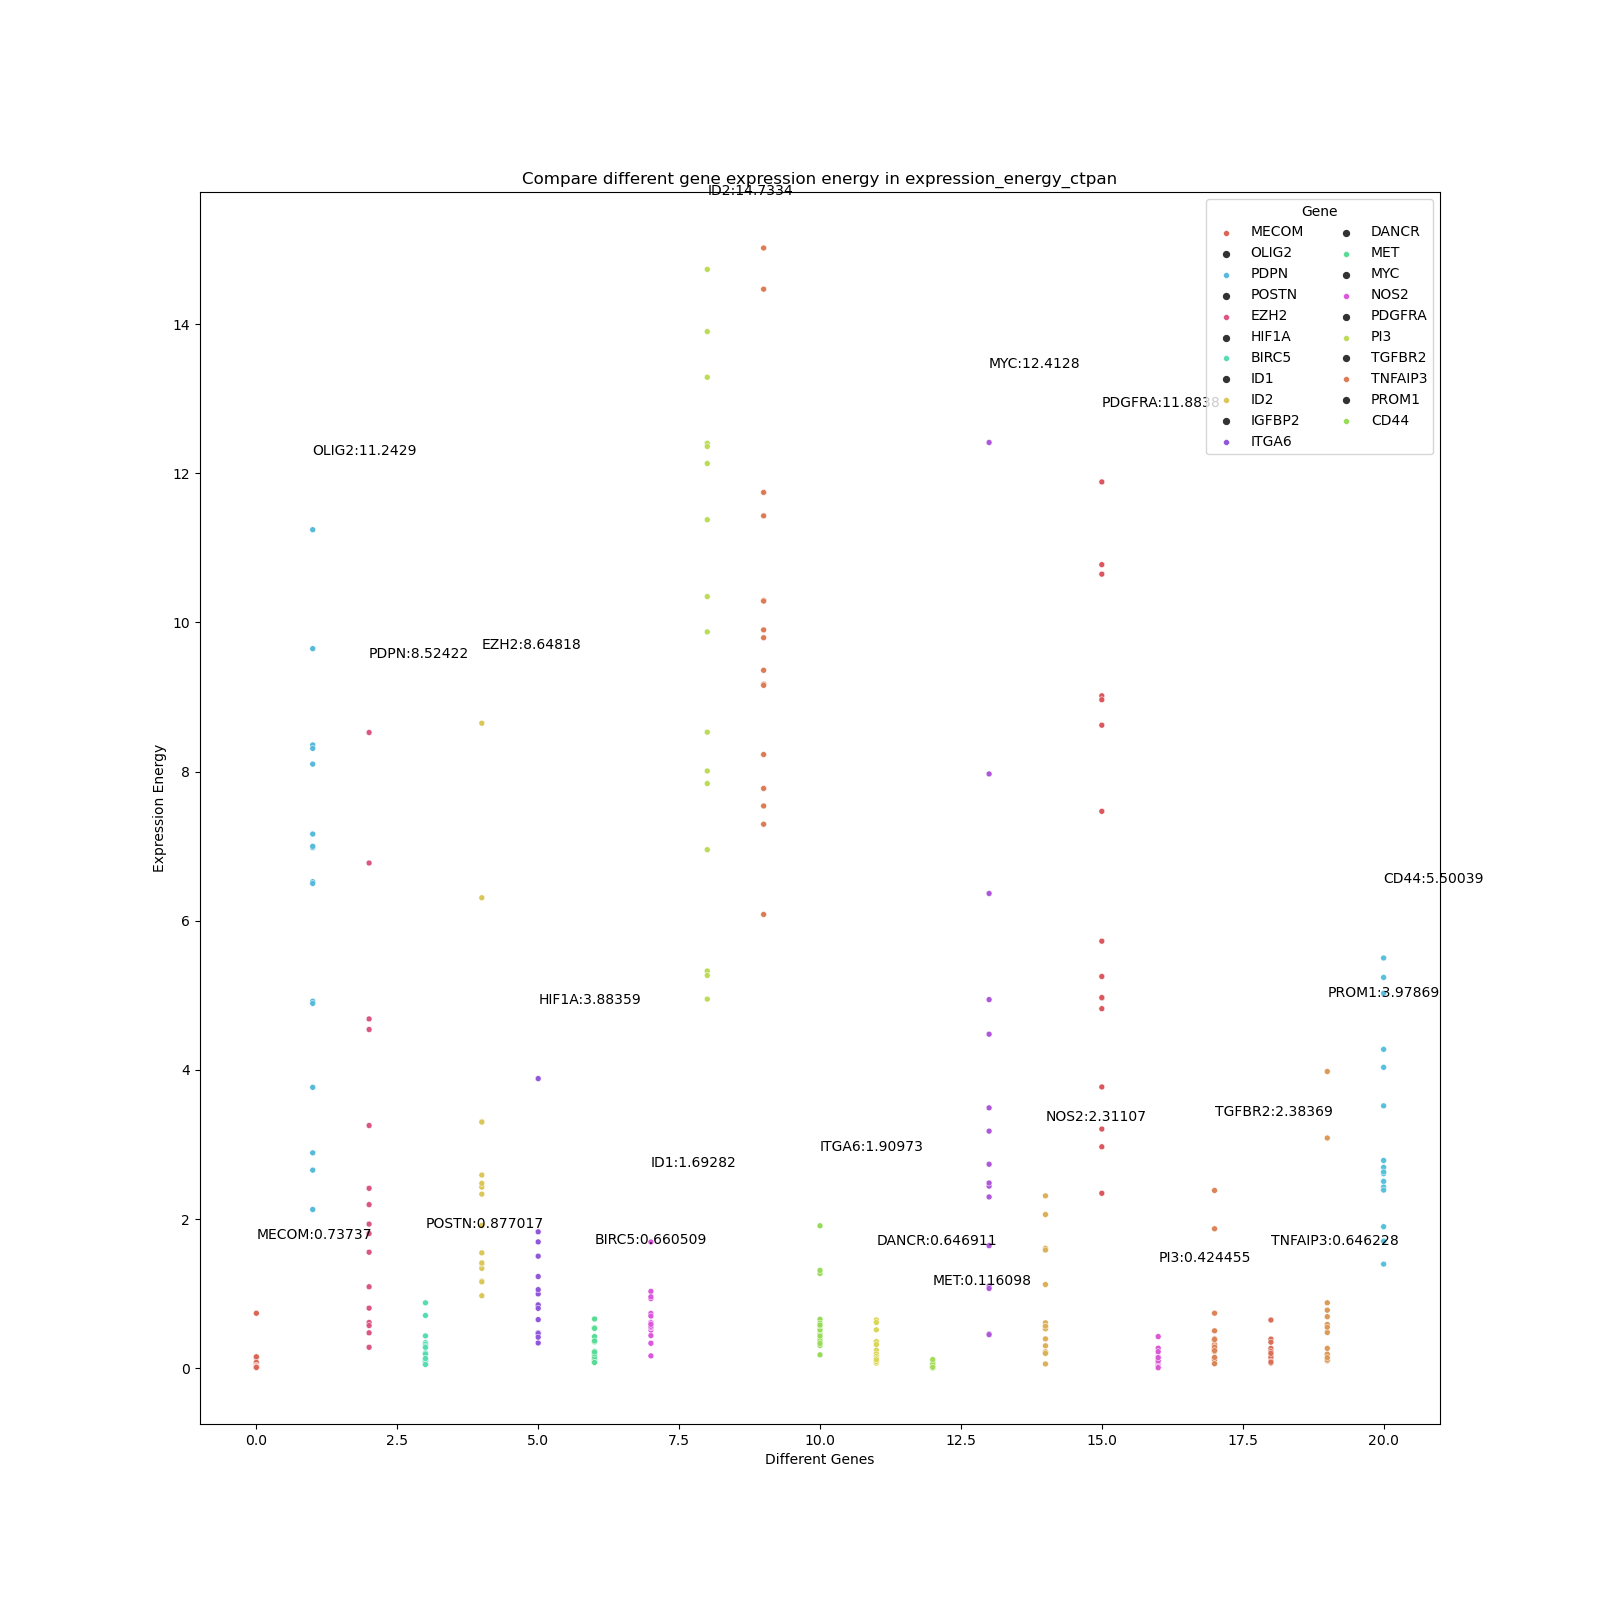 Compare different gene expression energy in expression_energy_ctpan
ID2:14.7334
Gene
MECOM
OLIG2
PDPN
POSTN
EZH2
HIF1A
BIRC5
ID1
ID2
IGFBP2
ITGA6
DANCR
MET
MYC
NOS2
PDGFRA
PI3
TGFBR2
TNFAIP3
PROM1
CD44
MYC:12.4128
PDGFRA:11.8838
OLIG2:11.2429
EZH2:8.64818
PDPN:8.52422
CD44:5.50039
PROM1:3.97869
HIF1A:3.88359
TGFBR2:2.38369
NOS2:2.31107
ITGA6:1.90973
ID1:1.69282
POSTN:0.877017
MECOM:0.73737
BIRC5:0.660509
DANCR:0.646911
TNFAIP3:0.646228
PI3:0.424455
MET:0.116098
Expression Energy
14
12
10
8
6
4
2
0
0.0 2.5 5.0 7.5 10.0 12.5 15.0 17.5 20.0
Different Genes